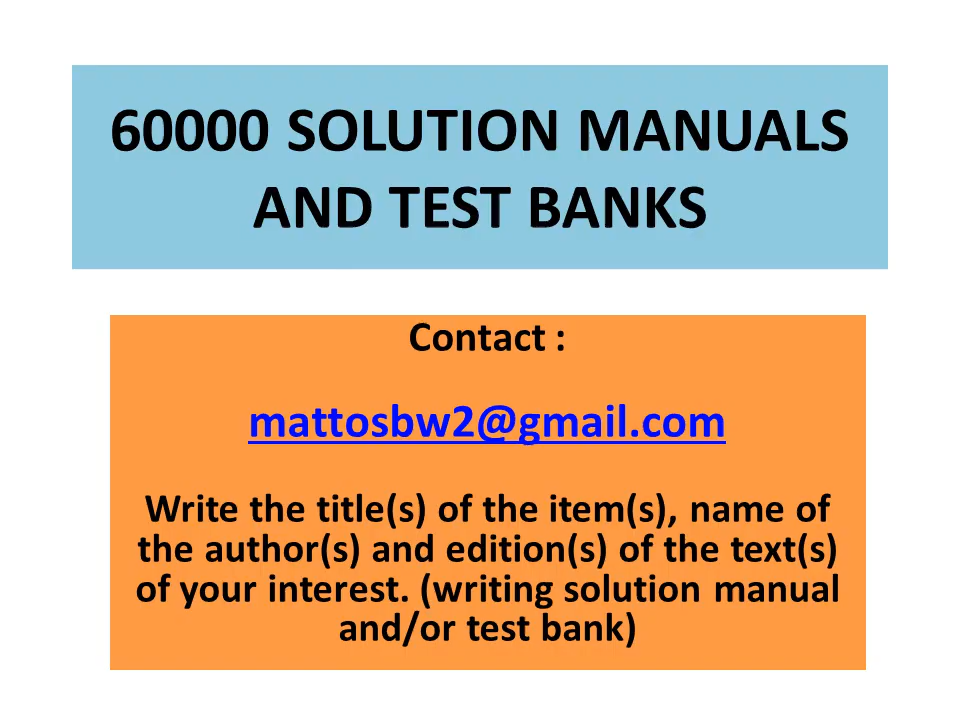 60000 SOLUTION MANUALS
AND TEST BANKS
Contact :
mattosbw2@gmail.com
Write the title(s) of the item(s), name of
the author(s) and edition(s) of the text(s)
of your interest. (writing solution manual
and/or test bank)